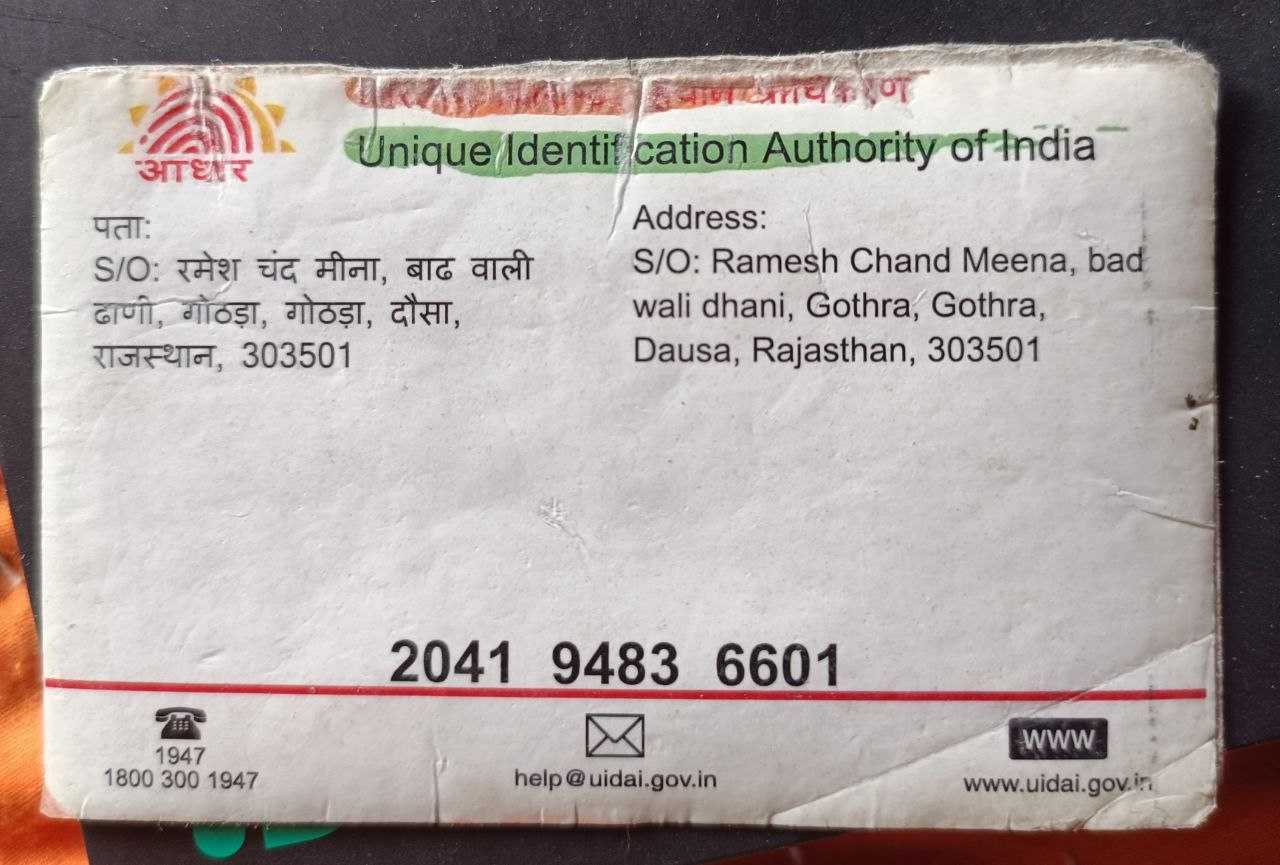 आधार
प्राधिकरण
Unique Identification Authority of India
पता:
S/O: रमेश चंद मीना, बाढ वाली
ढाणी, गोठड़ा, गोठड़ा, दौसा,
राजस्थान, 303501
Address:
S/O: Ramesh Chand Meena, bad
wali dhani, Gothra, Gothra,
Dausa, Rajasthan, 303501
2041 9483 6601
1947
1800 300 1947
help@uidai.gov.in
WWW
www.uidai.gov.in